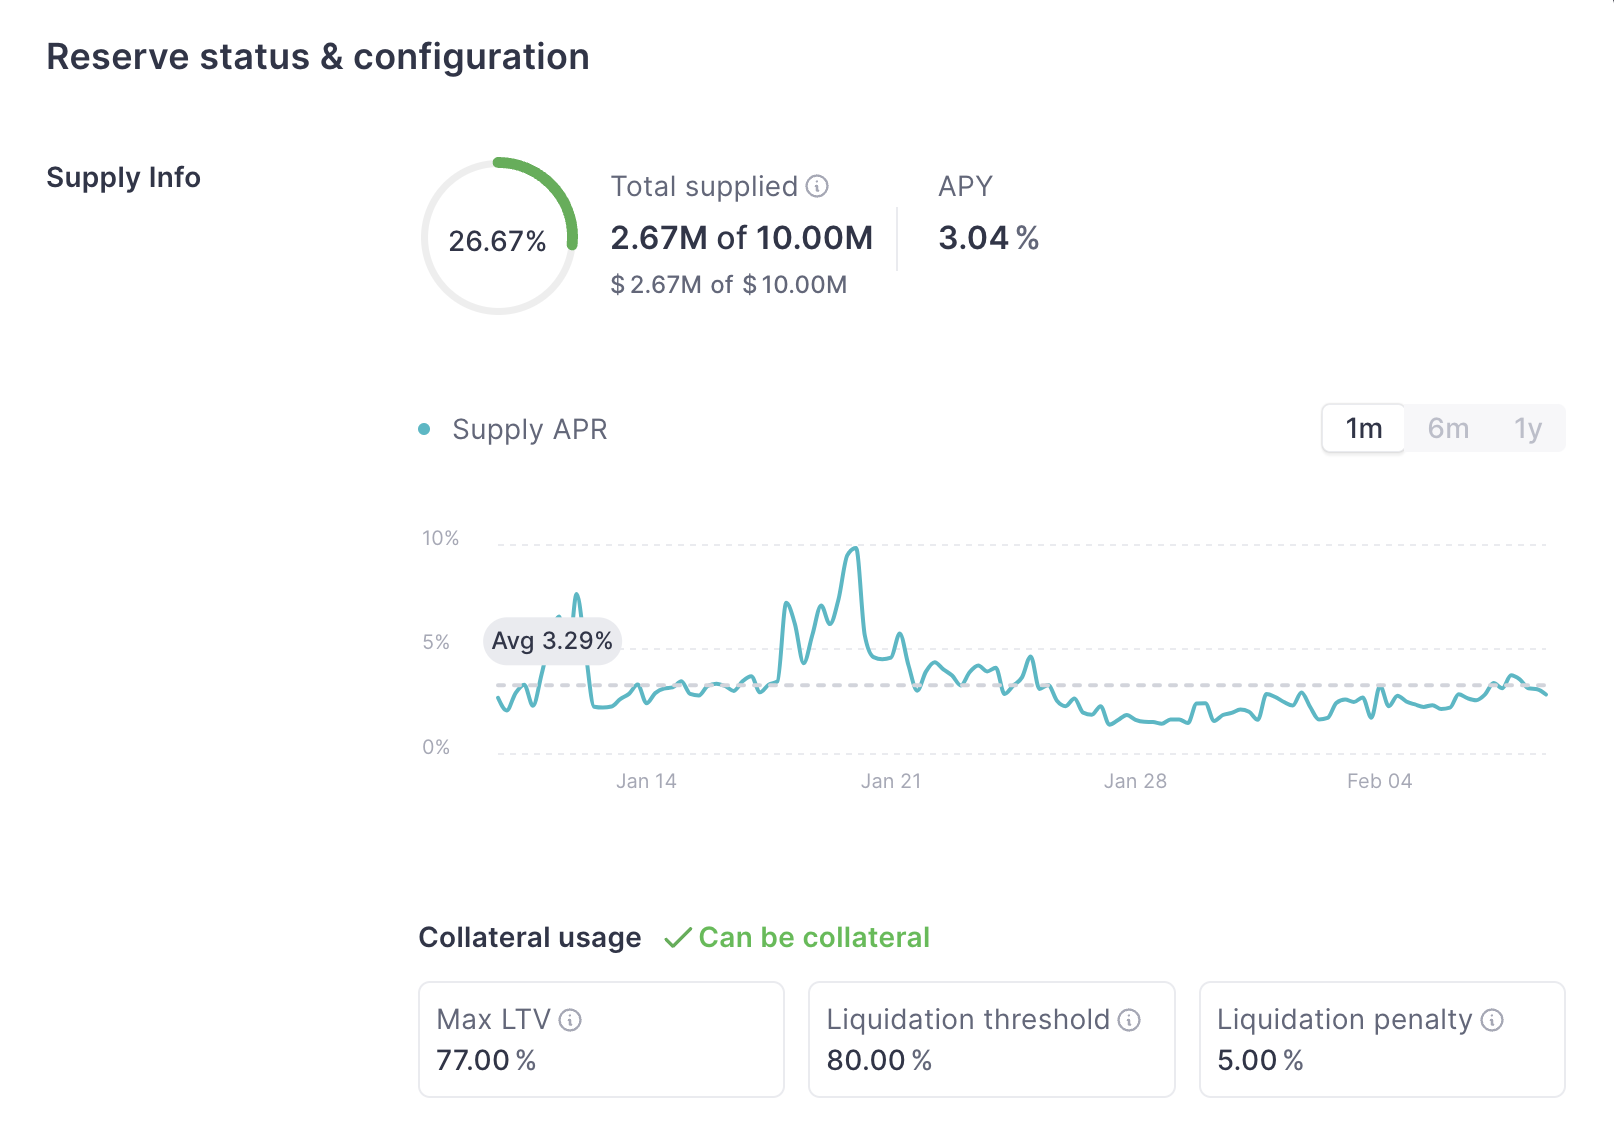 Reserve status & configuration
Supply Info
26.67%
Total supplied
2.67M of 10.00M
$ 2.67M of $ 10.00M
APY
3.04 %
Supply APR
1m 6m 1y
10%
5%
0%
Avg 3.29%
Jan 14 Jan 21 Jan 28 Feb 04
Collateral usage Can be collateral
Max LTV
77.00 %
Liquidation threshold
80.00 %
Liquidation penalty
5.00 %